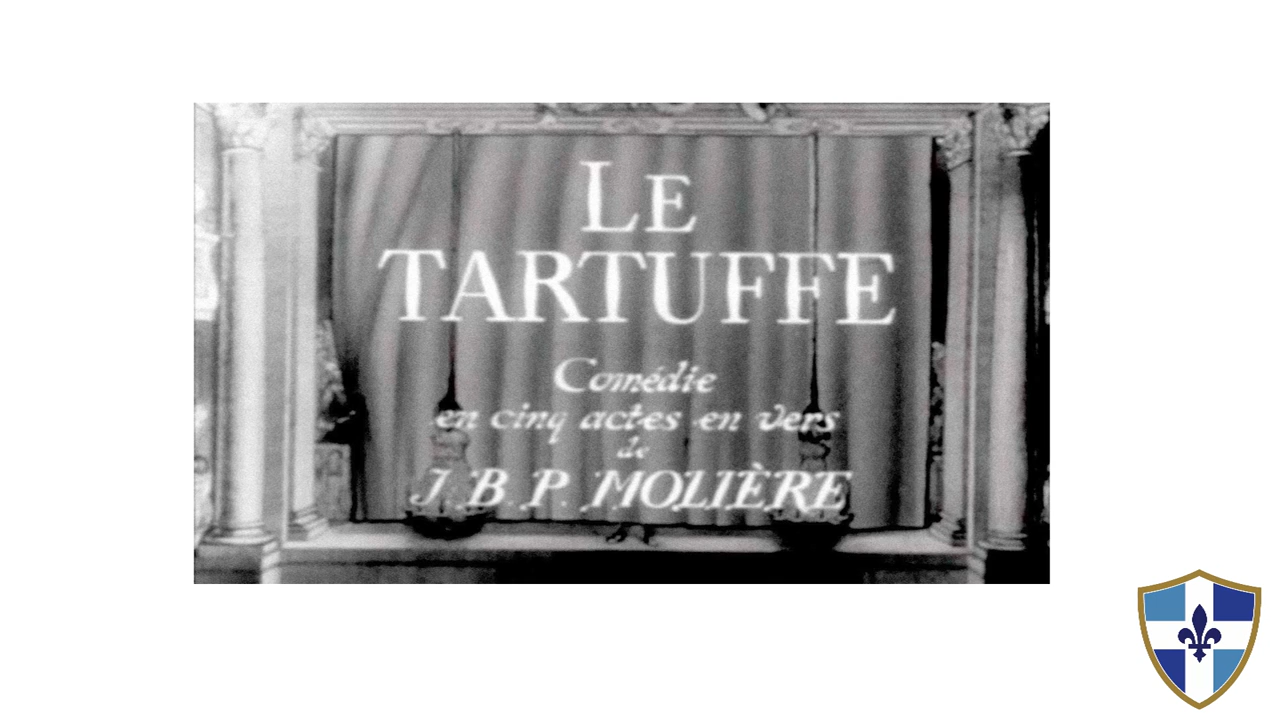 LE
TARTUFFE
Comédie
en cinq actes en vers
de
J. B. P. MOLIÈRE